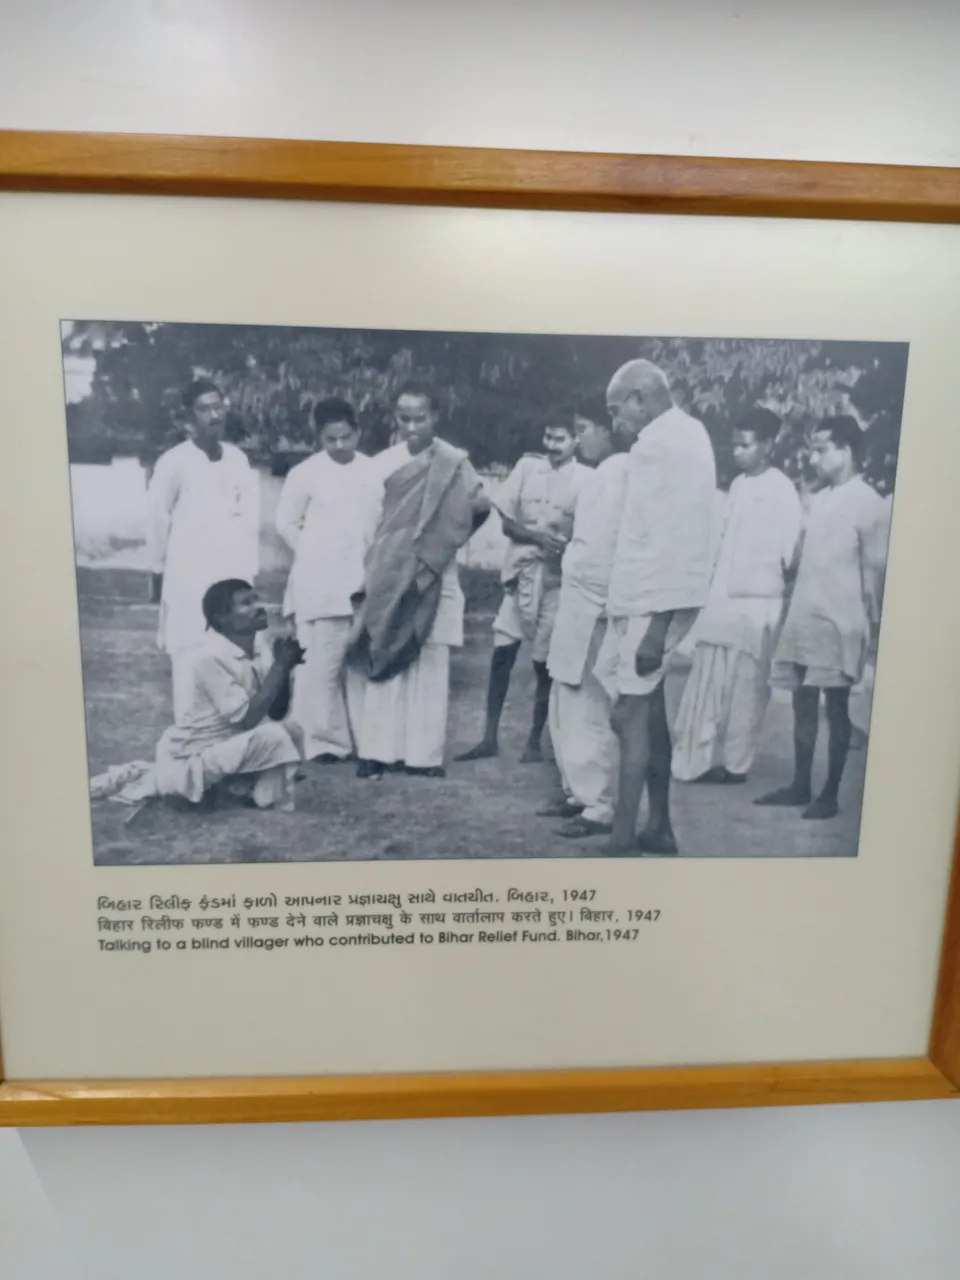 બિહાર રિલીફ ફંડમાં ફાળો આપનાર પ્રજ્ઞાચક્ષુ સાથે વાતચીત. બિહાર, 1947
बिहार रिलीफ फण्ड में फण्ड देने वाले प्रज्ञाचक्षु के साथ वार्तालाप करते हुए। बिहार, 1947
Talking to a blind villager who contributed to Bihar Relief Fund. Bihar,1947